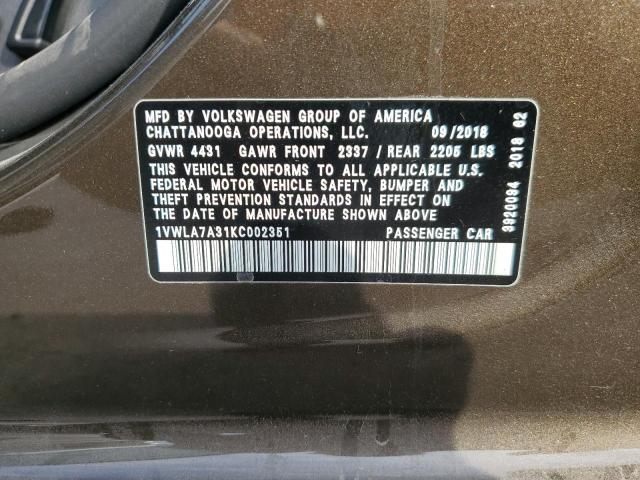 MFD BY VOLKSWAGEN GROUP OF AMERICA
CHATTANOOGA OPERATIONS, LLC. 09/2018
GVWR 4431 GAWR FRONT 2337 / REAR 2205 LBS
THIS VEHICLE CONFORMS TO ALL APPLICABLE U.S.
FEDERAL MOTOR VEHICLE SAFETY, BUMPER AND
THEFT PREVENTION STANDARDS IN EFFECT ON
THE DATE OF MANUFACTURE SHOWN ABOVE.
1VWLA7A31KC002351 PASSENGER CAR
3920094 2018 62